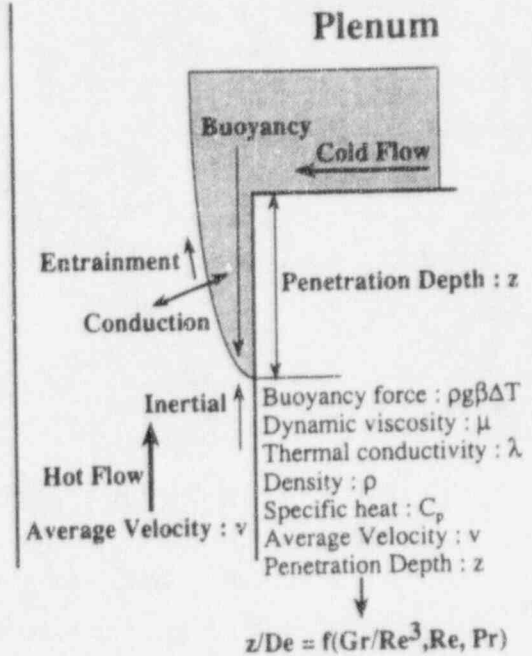 Plenum
Buoyancy
Cold Flow
Entrainment
Penetration Depth : z
Conduction
Inertial
Hot Flow
Average Velocity : v
Buoyancy force : ρgβΔT
Dynamic viscosity : μ
Thermal conductivity : λ
Density : ρ
Specific heat : Cₚ
Average Velocity : v
Penetration Depth : z
z/De = f(Gr/Re³,Re, Pr)